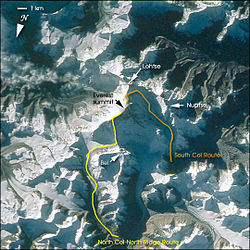 1 km
N
Lohtse
Everest
summit
Nuptse
South Col Route
North Col-North Ridge Route